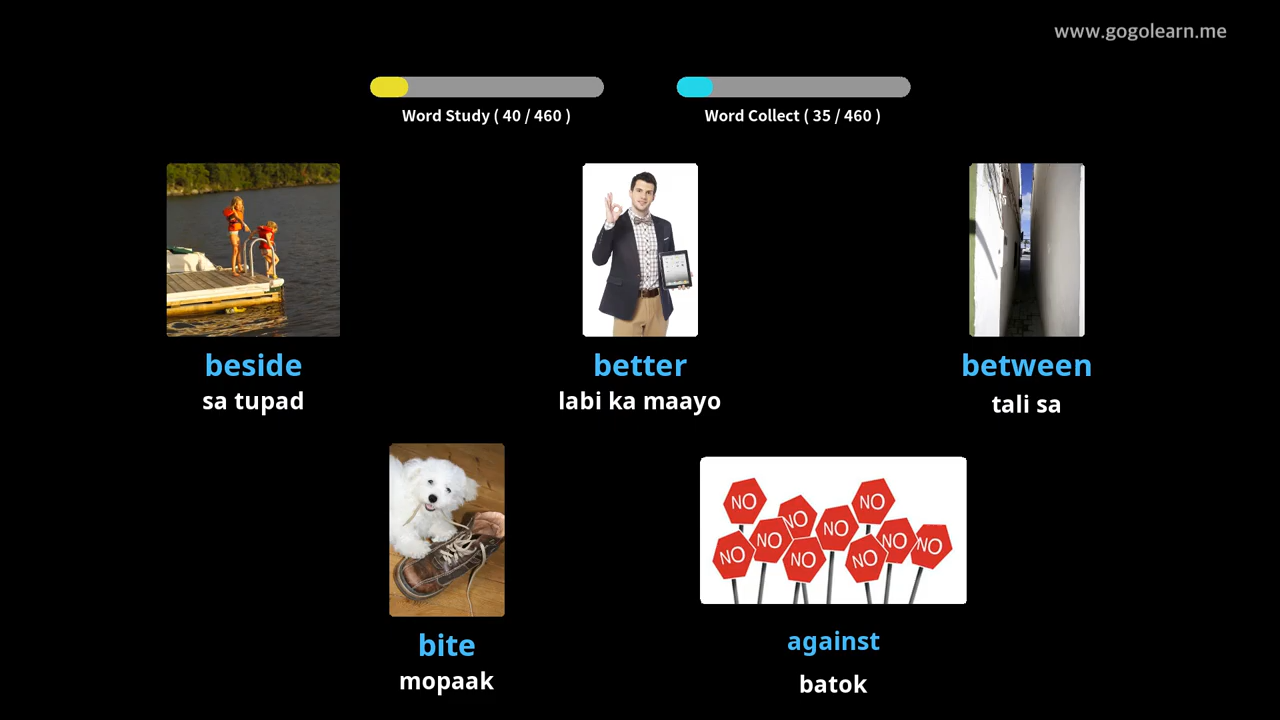 www.gogolearn.me
Word Study ( 40 / 460 )
Word Collect ( 35 / 460 )
beside
sa tupad
better
labi ka maayo
between
tali sa
bite
mopaak
NO
NO
NO
NO
NO
NO
NO
NO
NO
NO
against
batok